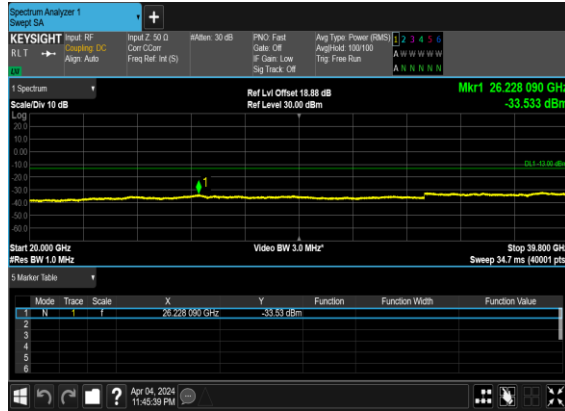 Spectrum Analyzer 1
Swept SA
KEYSIGHT
RLT
Input: RF
Coupling: DC
Align: Auto
Input Z: 50 Ω
Corr CCorr
Freq Ref: Int (S)
#Atten: 30 dB
PNO: Fast
Gate: Off
IF Gain: Low
Sig Track: Off
Avg Type: Power (RMS)
Avg|Hold: 100/100
Trig: Free Run
1 2 3 4 5 6
A W W W W W
A N N N N N
1 Spectrum
Scale/Div 10 dB
Ref Lvl Offset 18.88 dB
Ref Level 30.00 dBm
Mkr1 26.228 090 GHz
-33.533 dBm
Log
20.0
10.0
0.00
-10.0
-20.0
-30.0
-40.0
-50.0
-60.0
DL1 -13.00 dBm
1
Start 20.000 GHz
#Res BW 1.0 MHz
Video BW 3.0 MHz*
Stop 39.800 GHz
Sweep 34.7 ms (40001 pts)
5 Marker Table
Mode Trace Scale X Y Function Function Width Function Value
1 N 1 f 26.228 090 GHz -33.53 dBm
2
3
4
5
6
?
Apr 04, 2024
11:45:39 PM